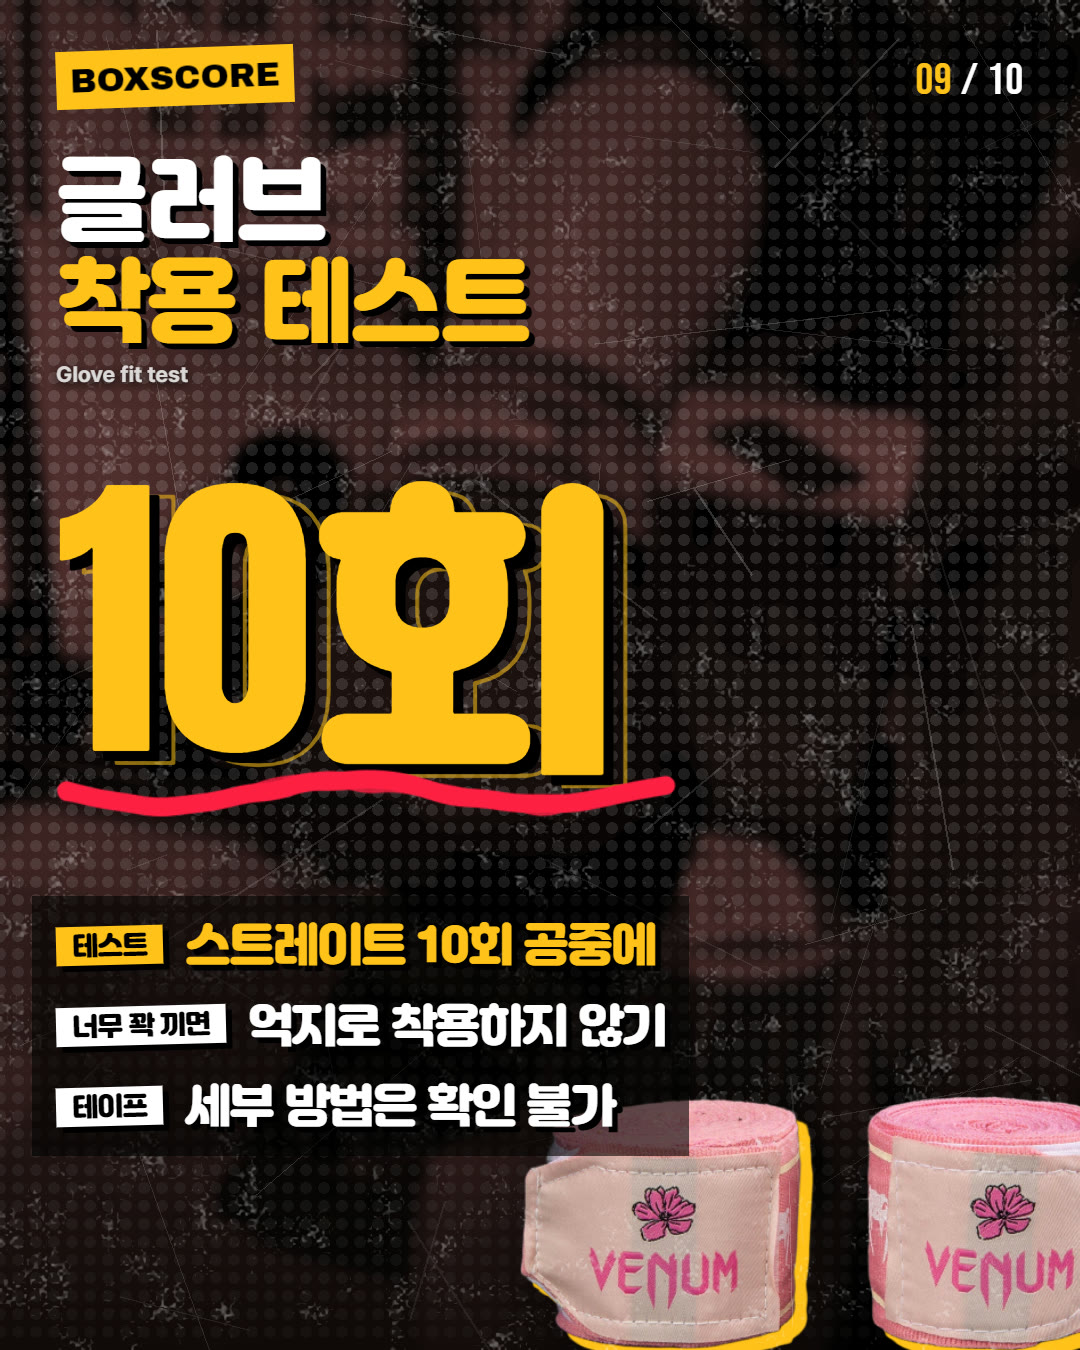 BOXSCORE
09 / 10
글러브
착용 테스트
Glove fit test
10회
테스트 스트레이트 10회 공중에
너무 꽉 끼면 억지로 착용하지 않기
테이프 세부 방법은 확인 불가
VENUM
VENUM